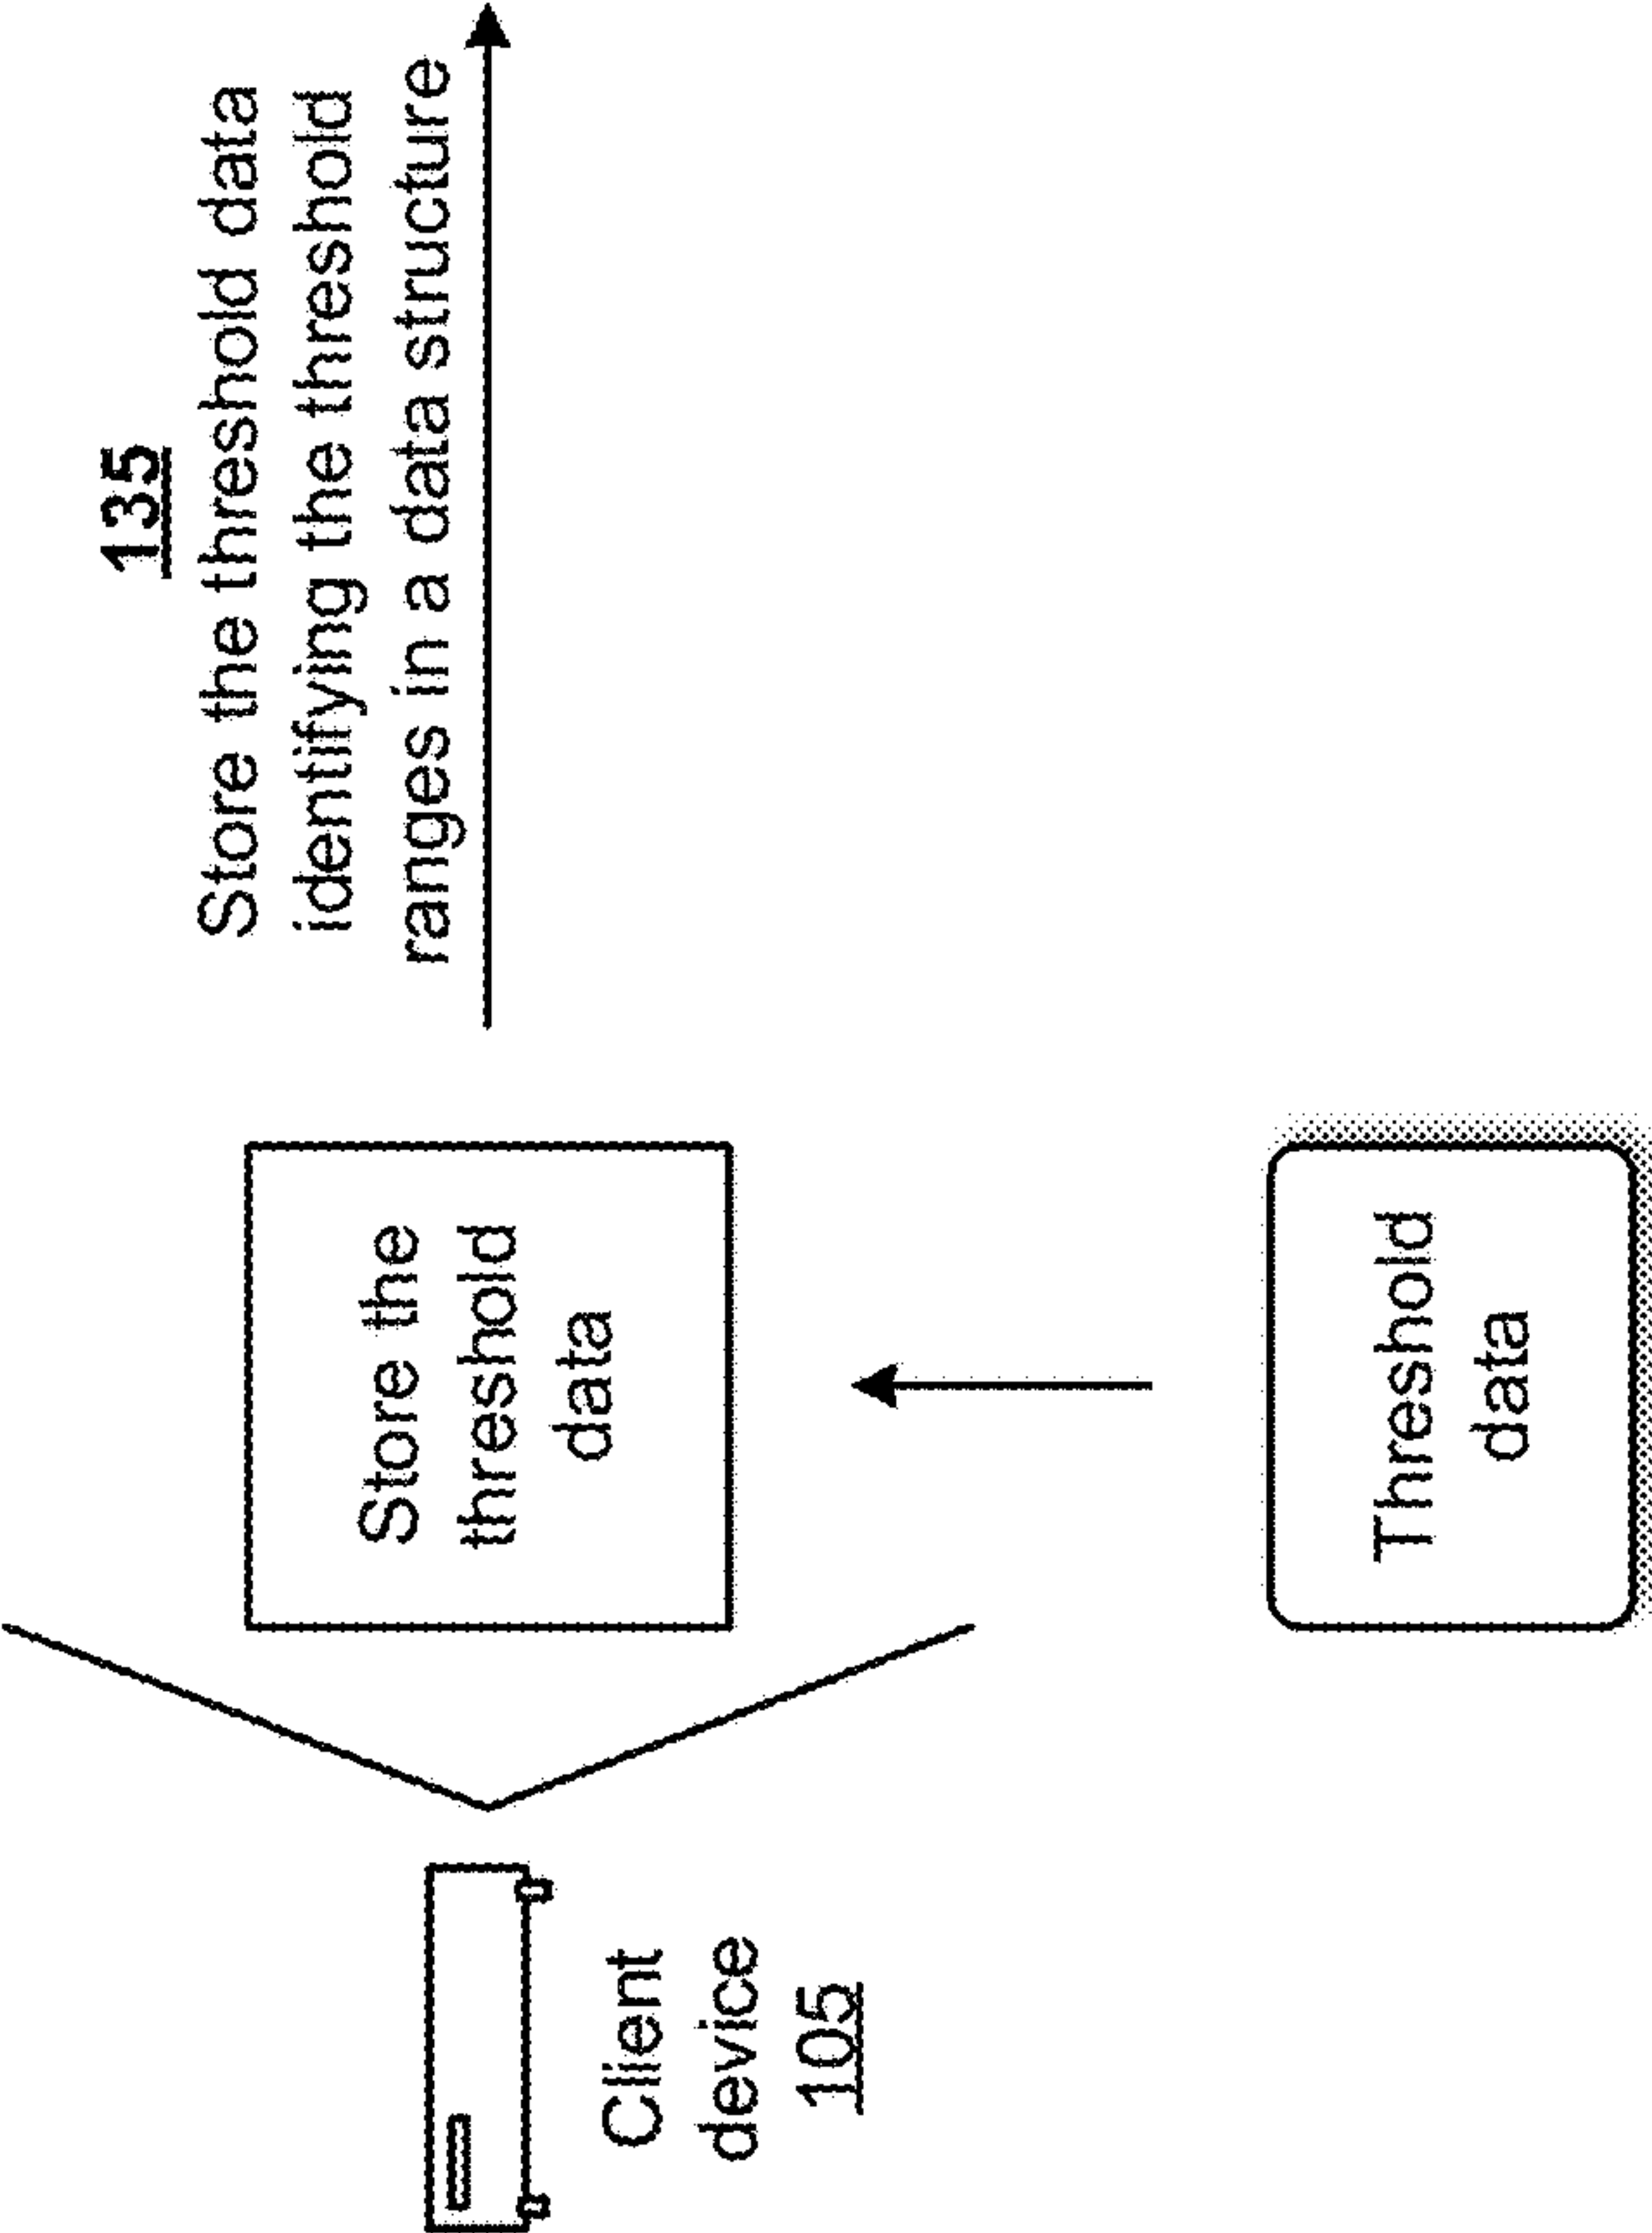 135
Store the threshold data
identifying the threshold
ranges in a data structure
Store the
threshold
data
Threshold
data
Client
device
105